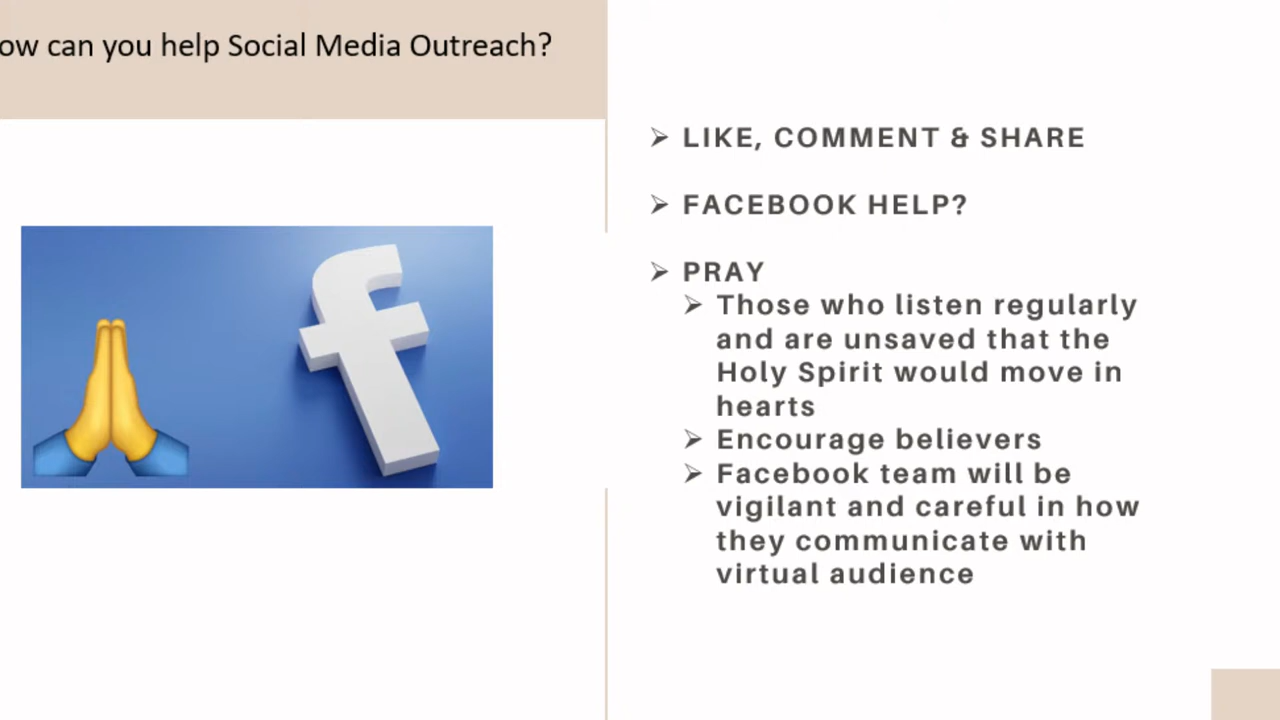 ow can you help Social Media Outreach?
➢ LIKE, COMMENT & SHARE
➢ FACEBOOK HELP?
➢ PRAY
➢ Those who listen regularly
and are unsaved that the
Holy Spirit would move in
hearts
➢ Encourage believers
➢ Facebook team will be
vigilant and careful in how
they communicate with
virtual audience